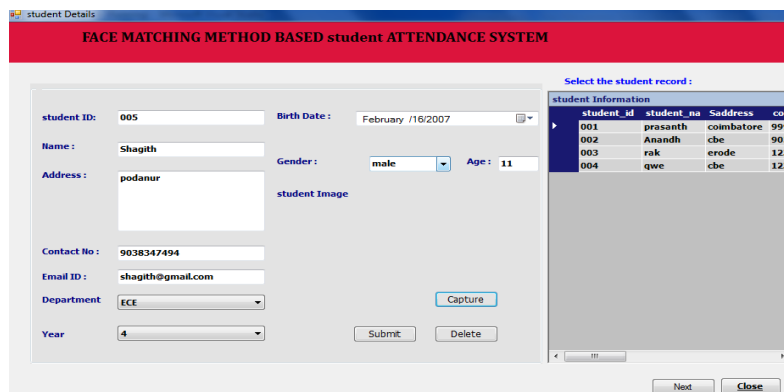 student Details
FACE MATCHING METHOD BASED student ATTENDANCE SYSTEM
student ID: 005
Name : Shagith
Address : podanur
Contact No : 9038347494
Email ID : shagith@gmail.com
Department ECE
Year 4
Birth Date : February /16/2007
Gender : male Age : 11
student Image
Capture
Submit Delete
Select the student record :
student Information
student_id student_na Saddress co
001 prasanth coimbatore 99
002 Anandh cbe 90
003 rak erode 12
004 qwe cbe 12
Next Close